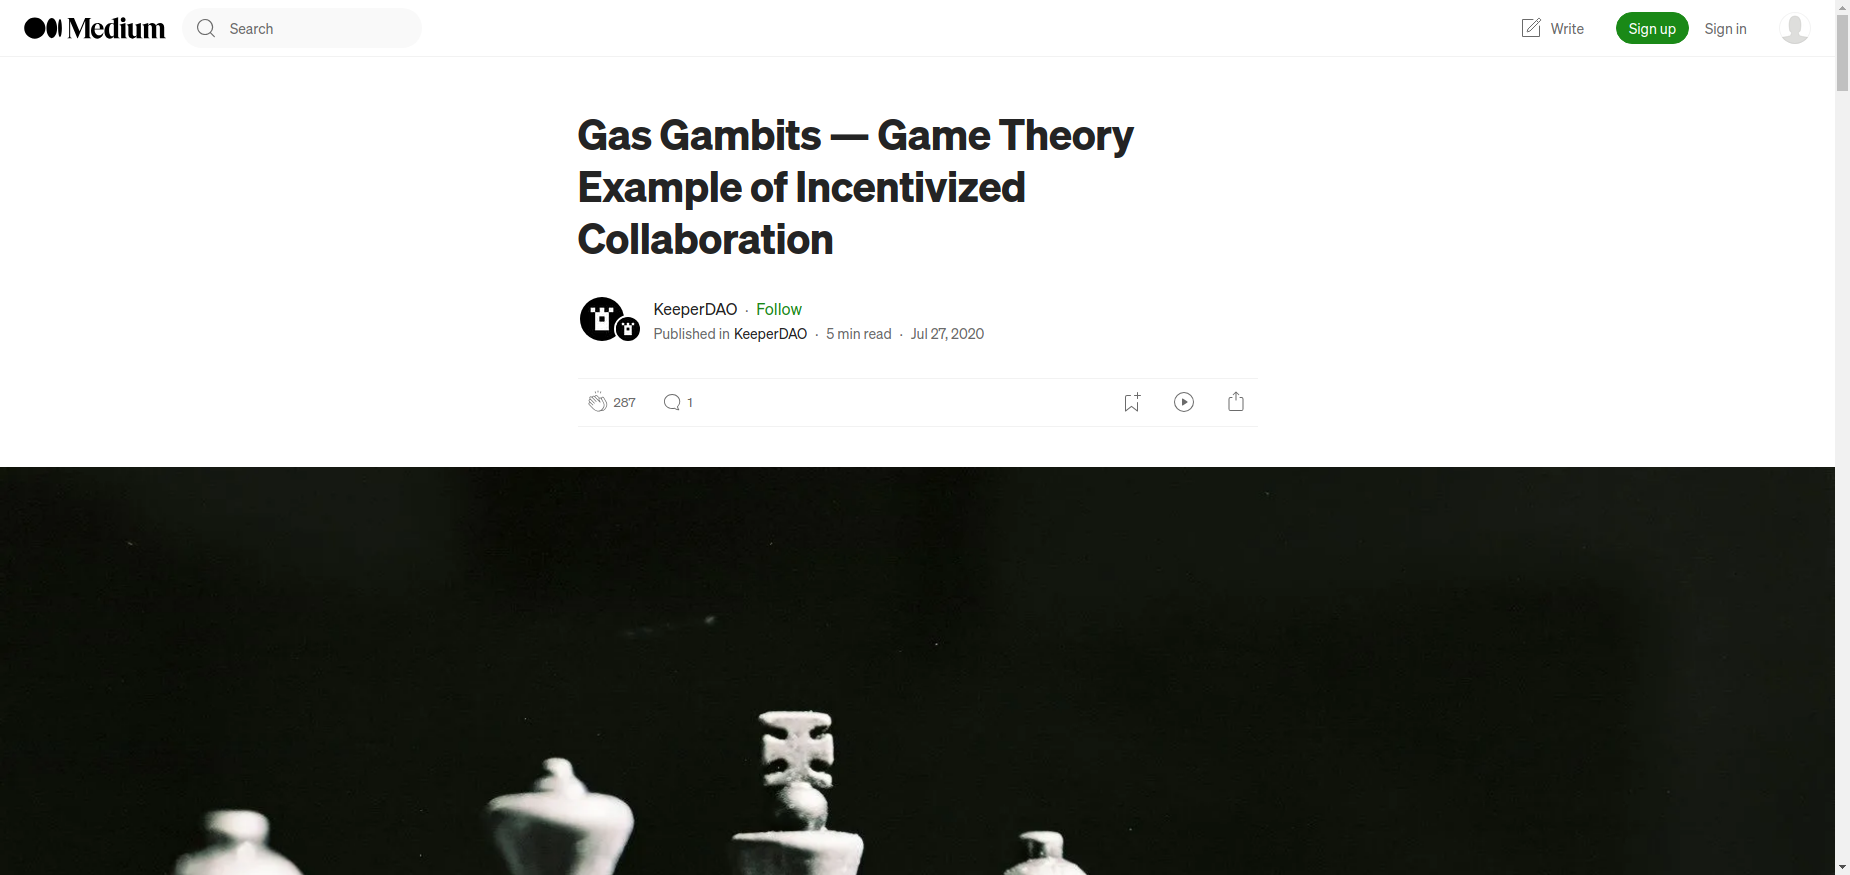 Medium
Search
Write
Sign up
Sign in
Gas Gambits — Game Theory
Example of Incentivized
Collaboration
KeeperDAO · Follow
Published in KeeperDAO · 5 min read · Jul 27, 2020
287
1